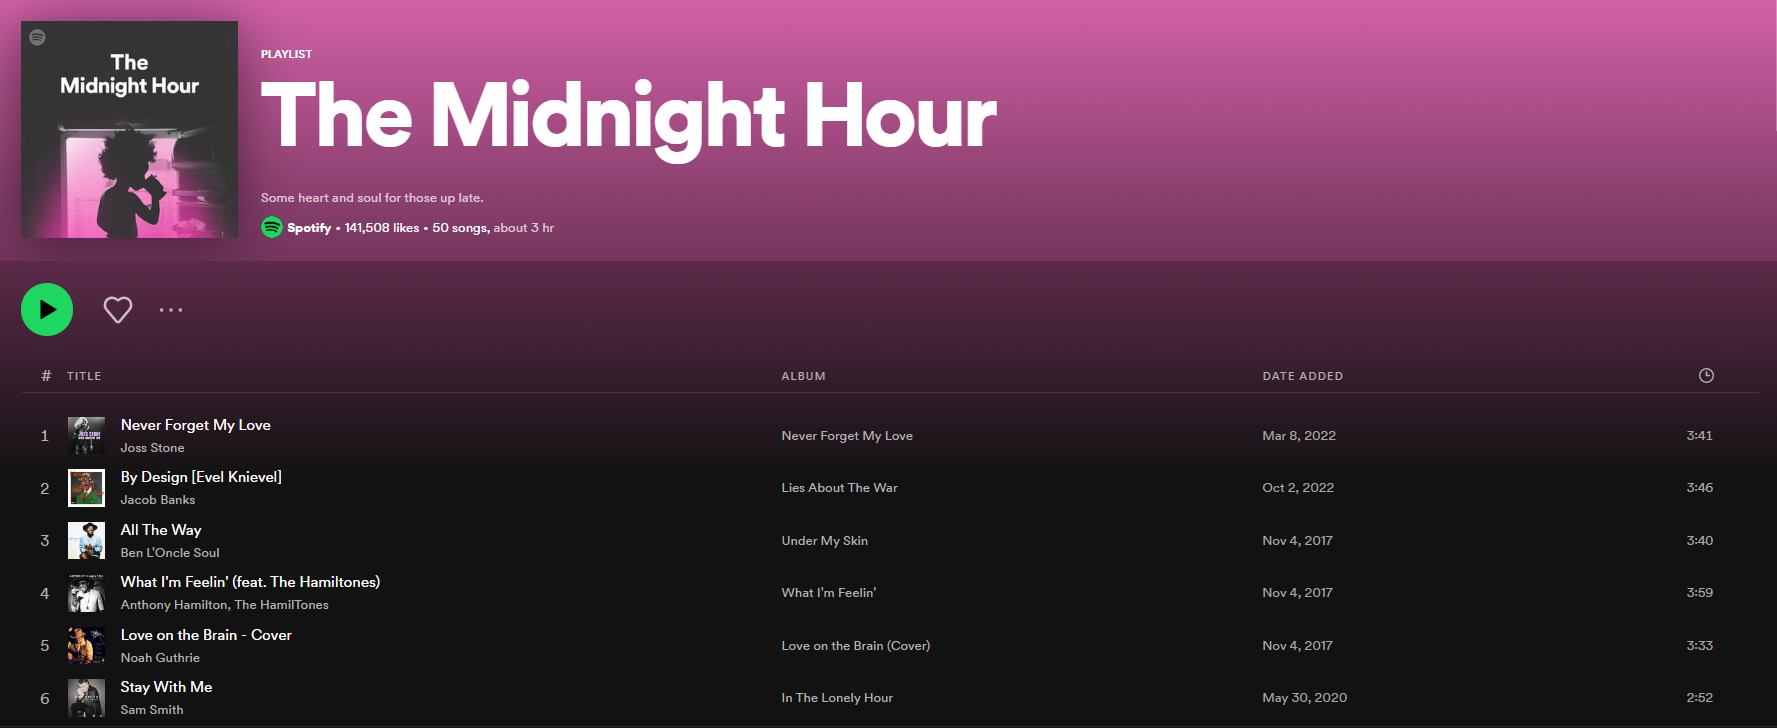 The
Midnight Hour
PLAYLIST
The Midnight Hour
Some heart and soul for those up late.
Spotify • 141,508 likes • 50 songs, about 3 hr
# TITLE ALBUM DATE ADDED
1 Never Forget My Love Never Forget My Love Mar 8, 2022 3:41
Joss Stone
2 By Design [Evel Knievel] Lies About The War Oct 2, 2022 3:46
Jacob Banks
3 All The Way Under My Skin Nov 4, 2017 3:40
Ben L'Oncle Soul
4 What I'm Feelin' (feat. The Hamiltones) What I'm Feelin' Nov 4, 2017 3:59
Anthony Hamilton, The HamilTones
5 Love on the Brain - Cover Love on the Brain (Cover) Nov 4, 2017 3:33
Noah Guthrie
6 Stay With Me In The Lonely Hour May 30, 2020 2:52
Sam Smith